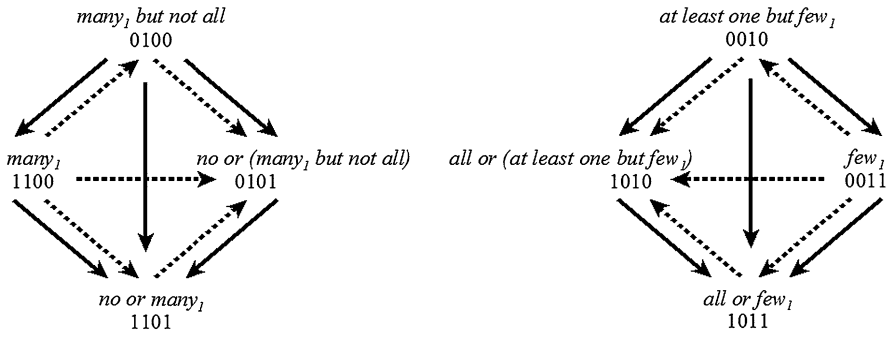 many₁ but not all
0100
at least one but few₁
0010
many₁
1100
no or (many₁ but not all)
0101
all or (at least one but few₁)
1010
few₁
0011
no or many₁
1101
all or few₁
1011